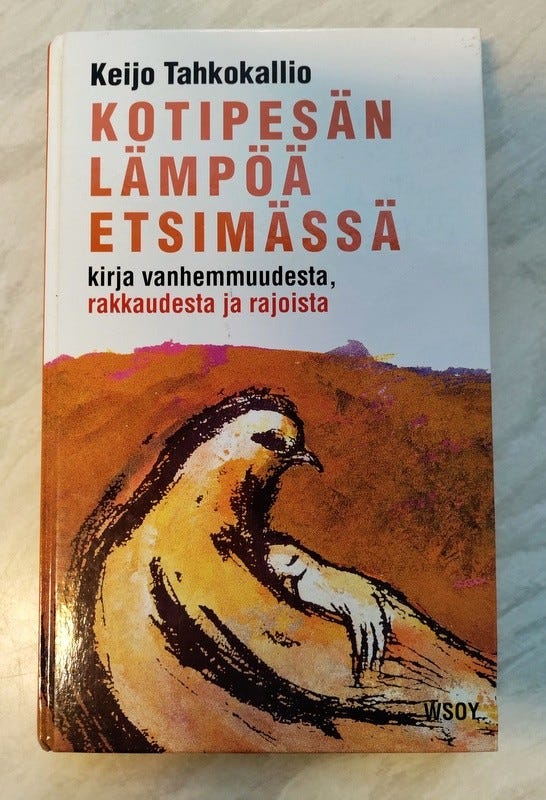 Keijo Tahkokallio
KOTIPESÄN
LÄMPÖÄ
ETSIMÄSSÄ
kirja vanhemmuudesta,
rakkaudesta ja rajoista
WSOY